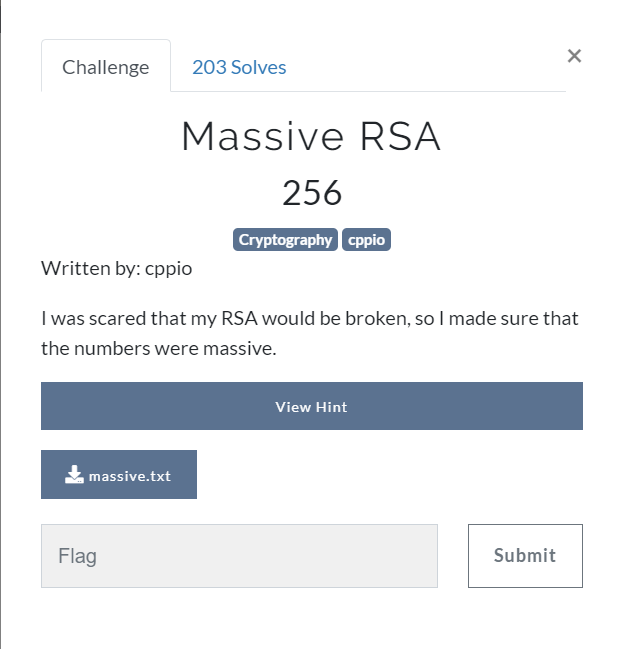 Challenge 203 Solves ×
Massive RSA
256
Cryptography cppio
Written by: cppio
I was scared that my RSA would be broken, so I made sure that
the numbers were massive.
View Hint
massive.txt
Flag Submit